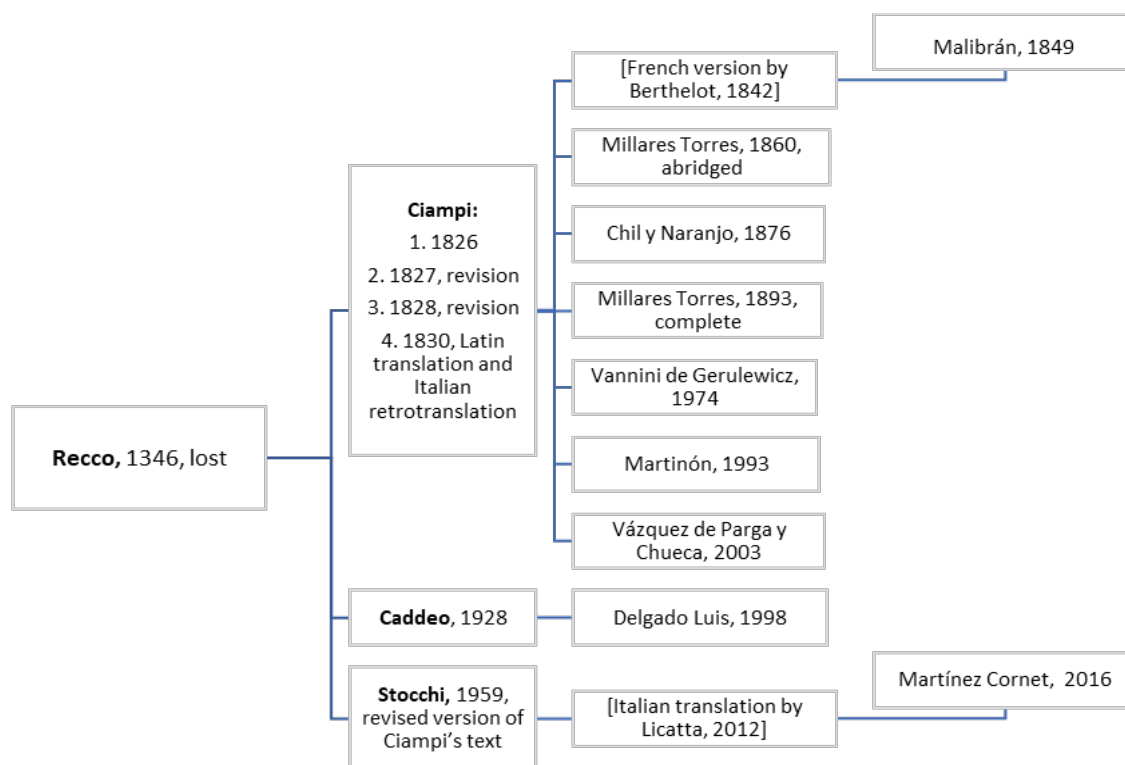 Recco, 1346, lost
Ciampi:
1. 1826
2. 1827, revision
3. 1828, revision
4. 1830, Latin
translation and
Italian
retrotranslation
[French version by
Berthelot, 1842]
Malibrán, 1849
Millares Torres, 1860,
abridged
Chil y Naranjo, 1876
Millares Torres, 1893,
complete
Vannini de Gerulewicz,
1974
Martinón, 1993
Vázquez de Parga y
Chueca, 2003
Caddeo, 1928
Delgado Luis, 1998
Stocchi, 1959,
revised version of
Ciampi's text
[Italian translation by
Licatta, 2012]
Martínez Cornet, 2016